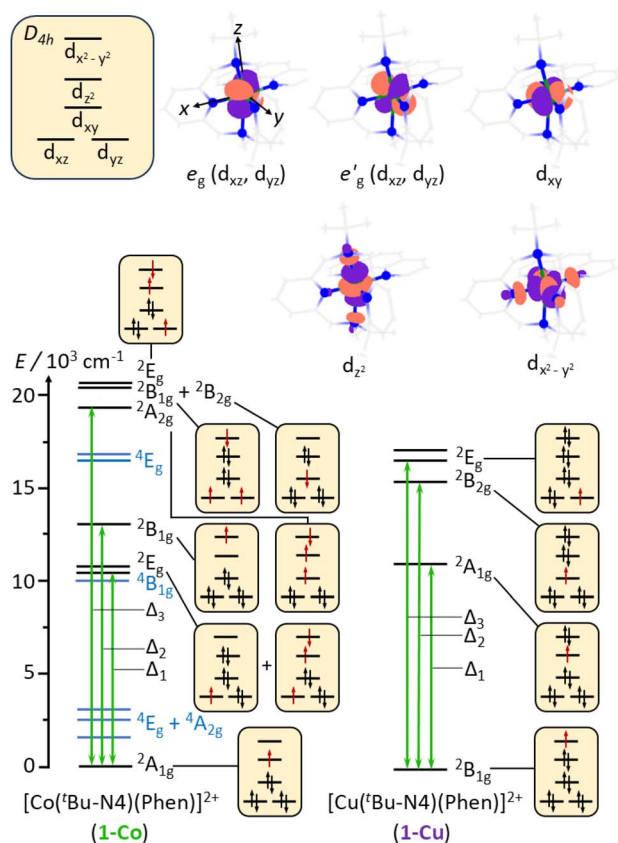 D4h
dx² - y²
dz²
dxy
dxz dyz
z
x
y
eg (dxz, dyz)
e'g (dxz, dyz)
dxy
dz²
dx² - y²
E / 10³ cm⁻¹
20
15
10
5
0
²Eg
²B1g + ²B2g
²A2g
⁴Eg
²B1g
²Eg
⁴B1g
Δ3
Δ2
Δ1
+
⁴Eg + ⁴A2g
²A1g
[Co(ᵗBu-N4)(Phen)]²⁺
(1-Co)
²Eg
²B2g
²A1g
Δ3
Δ2
Δ1
²B1g
[Cu(ᵗBu-N4)(Phen)]²⁺
(1-Cu)